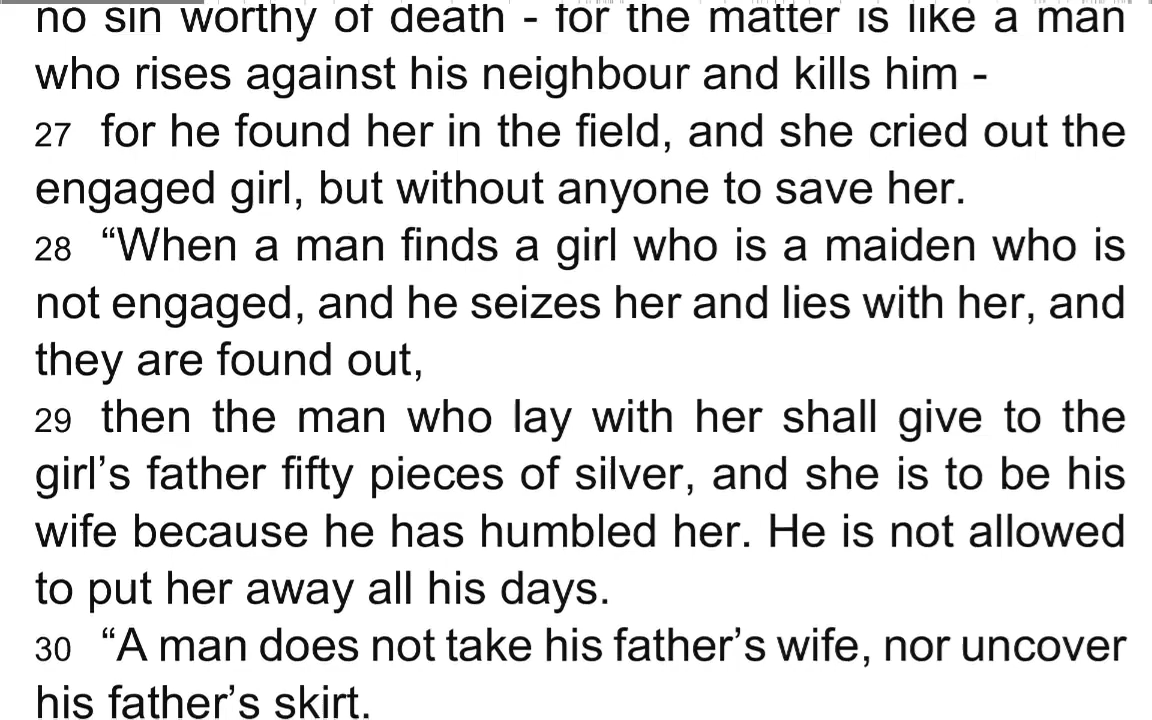 no sin worthy of death - for the matter is like a man
who rises against his neighbour and kills him -
27 for he found her in the field, and she cried out the
engaged girl, but without anyone to save her.
28 “When a man finds a girl who is a maiden who is
not engaged, and he seizes her and lies with her, and
they are found out,
29 then the man who lay with her shall give to the
girl’s father fifty pieces of silver, and she is to be his
wife because he has humbled her. He is not allowed
to put her away all his days.
30 “A man does not take his father’s wife, nor uncover
his father’s skirt.